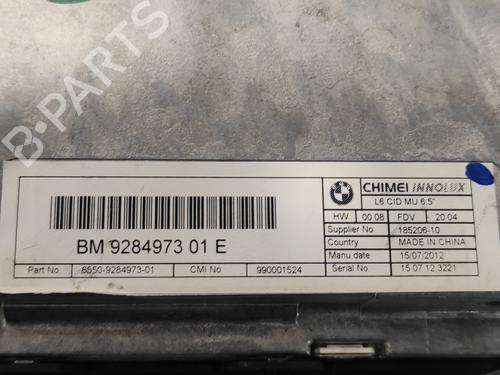 B-PARTS
BM 9284973 01 E
Part No 6550-9284973-01 CMI No 990001524
CHIMEI INNOLUX
L6 CID MU 6.5"
HW 00.08 FDV 20.04
Supplier No 185206-10
Country MADE IN CHINA
Manu date 15/07/2012
Serial No 15 07 12 3221